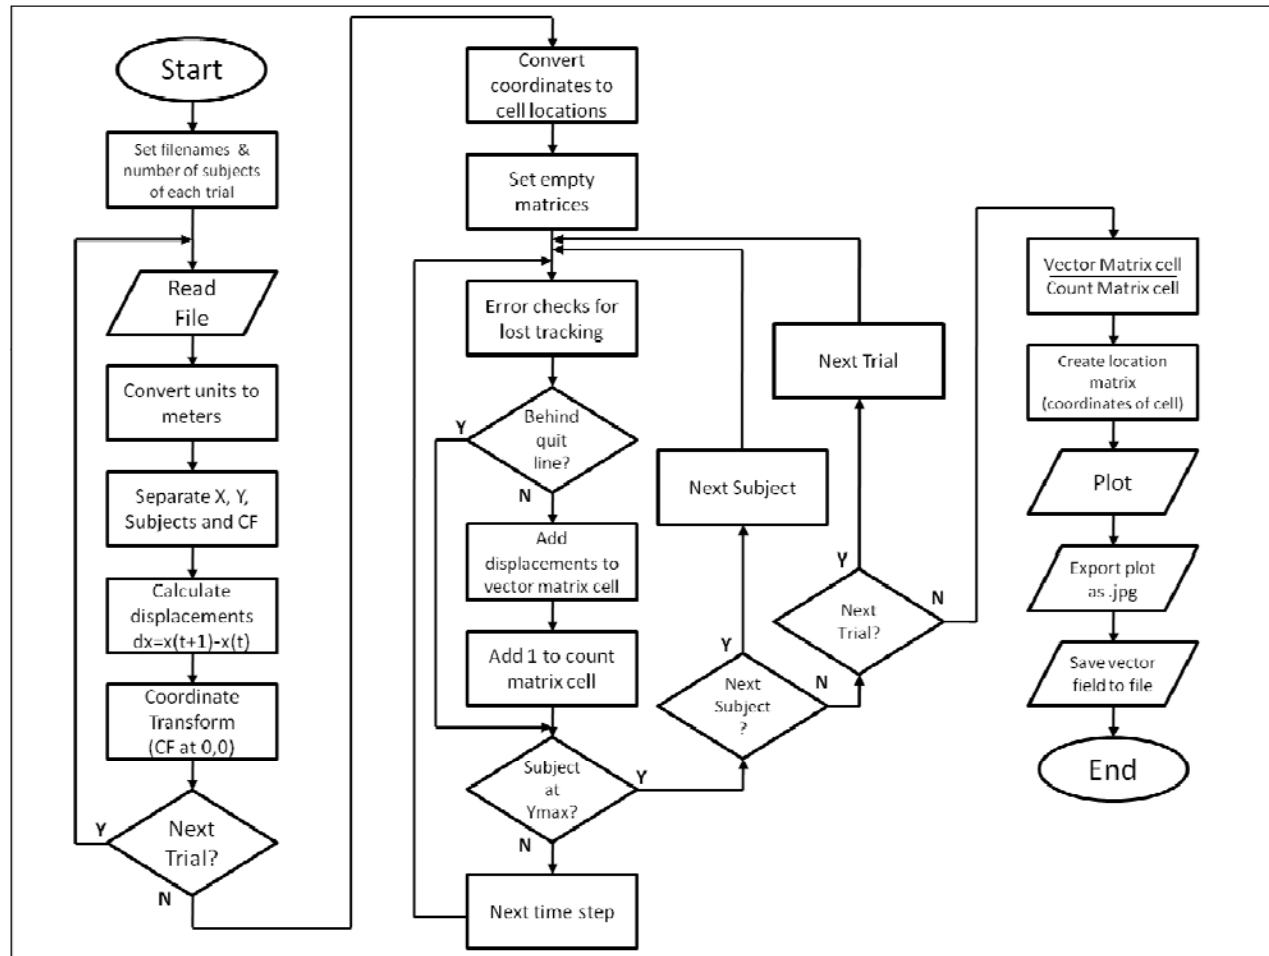 Start
Set filenames &
number of subjects
of each trial
Read
File
Convert units to
meters
Separate X, Y,
Subjects and CF
Calculate
displacements
dx=x(t+1)-x(t)
Coordinate
Transform
(CF at 0,0)
Next
Trial?
Y
N
Convert
coordinates to
cell locations
Set empty
matrices
Error checks for
lost tracking
Behind
quit
line?
Y
N
Add
displacements to
vector matrix cell
Add 1 to count
matrix cell
Subject
at
Ymax?
Y
N
Next time step
Next Subject
Y
Next
Subject
?
N
Next Trial
Y
Next
Trial?
N
Vector Matrix cell
Count Matrix cell
Create location
matrix
(coordinates of cell)
Plot
Export plot
as .jpg
Save vector
field to file
End